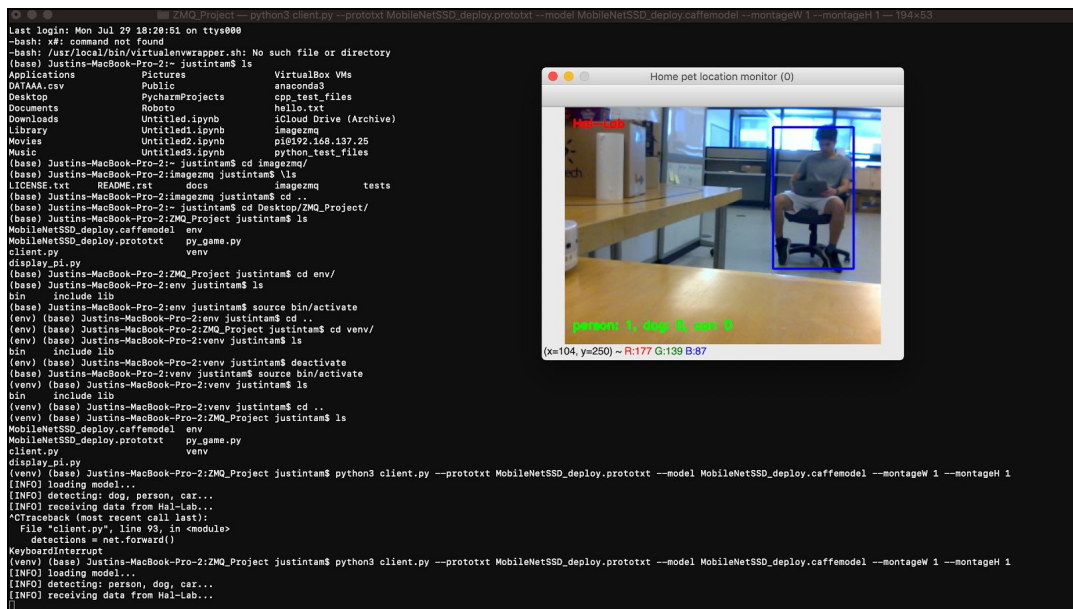 ZMQ_Project — python3 client.py --prototxt MobileNetSSD_deploy.prototxt --model MobileNetSSD_deploy.caffemodel --montageW 1 --montageH 1 — 194×53
Last login: Mon Jul 29 18:20:51 on ttys000
-bash: x#: command not found
-bash: /usr/local/bin/virtualenvwrapper.sh: No such file or directory
(base) Justins-MacBook-Pro-2:~ justintam$ ls
Applications Pictures VirtualBox VMs
DATAAA.csv Public anaconda3
Desktop PycharmProjects cpp_test_files
Documents Roboto hello.txt
Downloads Untitled.ipynb iCloud Drive (Archive)
Library Untitled1.ipynb imagezmq
Movies Untitled2.ipynb pi@192.168.137.25
Music Untitled3.ipynb python_test_files
(base) Justins-MacBook-Pro-2:~ justintam$ cd imagezmq/
(base) Justins-MacBook-Pro-2:imagezmq justintam$ \ls
LICENSE.txt README.rst docs imagezmq tests
(base) Justins-MacBook-Pro-2:imagezmq justintam$ cd ..
(base) Justins-MacBook-Pro-2:~ justintam$ cd Desktop/ZMQ_Project/
(base) Justins-MacBook-Pro-2:ZMQ_Project justintam$ ls
MobileNetSSD_deploy.caffemodel env
MobileNetSSD_deploy.prototxt py_game.py
client.py venv
display_pi.py
(base) Justins-MacBook-Pro-2:ZMQ_Project justintam$ cd env/
(base) Justins-MacBook-Pro-2:env justintam$ ls
bin include lib
(base) Justins-MacBook-Pro-2:env justintam$ source bin/activate
(env) (base) Justins-MacBook-Pro-2:env justintam$ cd ..
(env) (base) Justins-MacBook-Pro-2:ZMQ_Project justintam$ cd venv/
(env) (base) Justins-MacBook-Pro-2:venv justintam$ ls
bin include lib
(env) (base) Justins-MacBook-Pro-2:venv justintam$ deactivate
(base) Justins-MacBook-Pro-2:venv justintam$ source bin/activate
(venv) (base) Justins-MacBook-Pro-2:venv justintam$ ls
bin include lib
(venv) (base) Justins-MacBook-Pro-2:venv justintam$ cd ..
(venv) (base) Justins-MacBook-Pro-2:ZMQ_Project justintam$ ls
MobileNetSSD_deploy.caffemodel env
MobileNetSSD_deploy.prototxt py_game.py
client.py venv
display_pi.py
(venv) (base) Justins-MacBook-Pro-2:ZMQ_Project justintam$ python3 client.py --prototxt MobileNetSSD_deploy.prototxt --model MobileNetSSD_deploy.caffemodel --montageW 1 --montageH 1
[INFO] loading model...
[INFO] detecting: dog, person, car...
[INFO] receiving data from Hal-Lab...
^CTraceback (most recent call last):
File "client.py", line 93, in <module>
detections = net.forward()
KeyboardInterrupt
(venv) (base) Justins-MacBook-Pro-2:ZMQ_Project justintam$ python3 client.py --prototxt MobileNetSSD_deploy.prototxt --model MobileNetSSD_deploy.caffemodel --montageW 1 --montageH 1
[INFO] loading model...
[INFO] detecting: person, dog, car...
[INFO] receiving data from Hal-Lab...
Home pet location monitor (0)
Hal-Lab
tech.
person: 1, dog: 0, car: 0
(x=104, y=250) ~ R:177 G:139 B:87